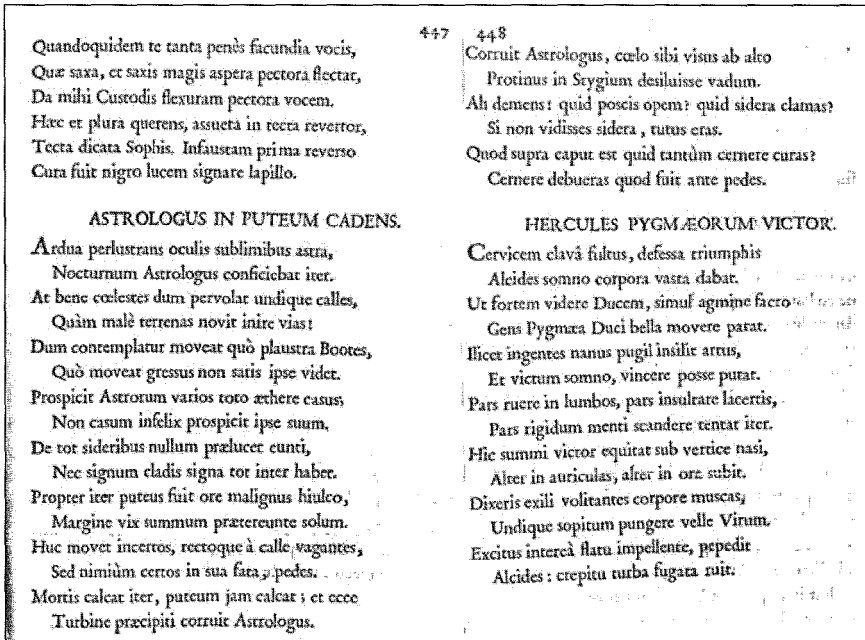 447
Quandoquidem te tanta penès facundia vocis,
Quæ saxa, et saxis magis aspera pectora flectat,
Da mihi Custodis flexuram pectora vocem.
Hæc et plura querens, assueta in tecta revertor,
Tecta dicata Sophis. Infaustam prima reverso
Cura fuit nigro lucem signare lapillo.
ASTROLOGUS IN PUTEUM CADENS.
Ardua perlustrans oculis sublimibus astra,
Nocturnum Astrologus conficiebat iter.
At bene cœlestes dum pervolat undique calles,
Quàm malè terrenas novit inire vias!
Dum contemplatur moveat quò plaustra Bootes,
Quò moveat gressus non satis ipse videt.
Prospicit Astrorum varios toto æthere casus;
Non casum infelix prospicit ipse suum.
De tot sideribus nullum prælucet eunti,
Nec signum cladis signa tot inter habet.
Propter iter puteus fuit ore malignus hiulco,
Margine vix summum prætereunte solum.
Huc movet incertos, rectoque à calle vagantes,
Sed nimiùm certos in sua fata, pedes.
Mortis calcat iter, puteum jam calcat; et ecce
Turbine præcipiti corruit Astrologus.
448
Corruit Astrologus, cœlo sibi visus ab alto
Protinus in Stygium desiluisse vadum.
Ah demens! quid poscis opem? quid sidera clamas?
Si non vidisses sidera, tutus eras.
Quod supra caput est quid tantùm cernere curas?
Cernere debueras quod fuit ante pedes.
HERCULES PYGMÆORUM VICTOR.
Cervicem clavâ fultus, defessa triumphis
Alcides somno corpora vasta dabat.
Ut fortem videre Ducem, simul agmine facto
Gens Pygmæa Duci bella movere parat.
Ilicet ingentes nanus pugil insilit artus,
Et victum somno, vincere posse putat.
Pars ruere in lumbos, pars insultare lacertis,
Pars rigidum menti scandere tentat iter.
Hic summi victor equitat sub vertice nasi,
Alter in auriculas, alter in ora subit.
Dixeris exili volitantes corpore muscas,
Undique sopitum pungere velle Virum.
Excitus intereà flatu impellente, pepedit
Alcides: crepitu turba fugata ruit.